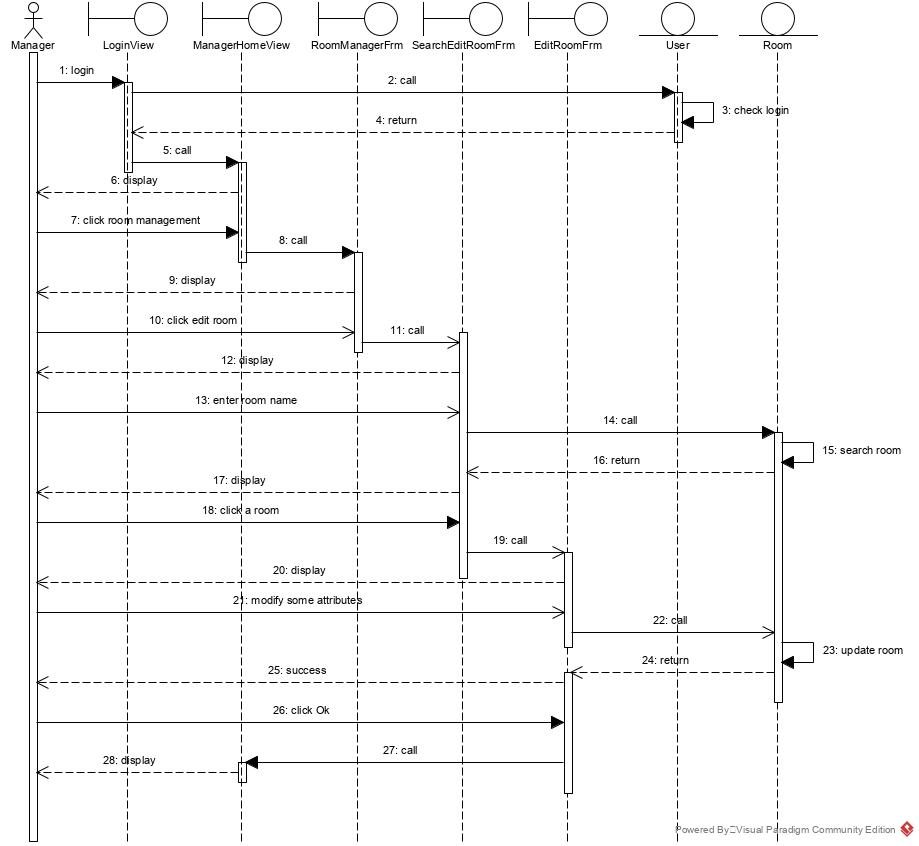 Manager
LoginView
ManagerHomeView
RoomManagerFrm
SearchEditRoomFrm
EditRoomFrm
User
Room
1: login
2: call
3: check login
4: return
5: call
6: display
7: click room management
8: call
9: display
10: click edit room
11: call
12: display
13: enter room name
14: call
15: search room
16: return
17: display
18: click a room
19: call
20: display
21: modify some attributes
22: call
23: update room
24: return
25: success
26: click Ok
27: call
28: display
Powered By Visual Paradigm Community Edition